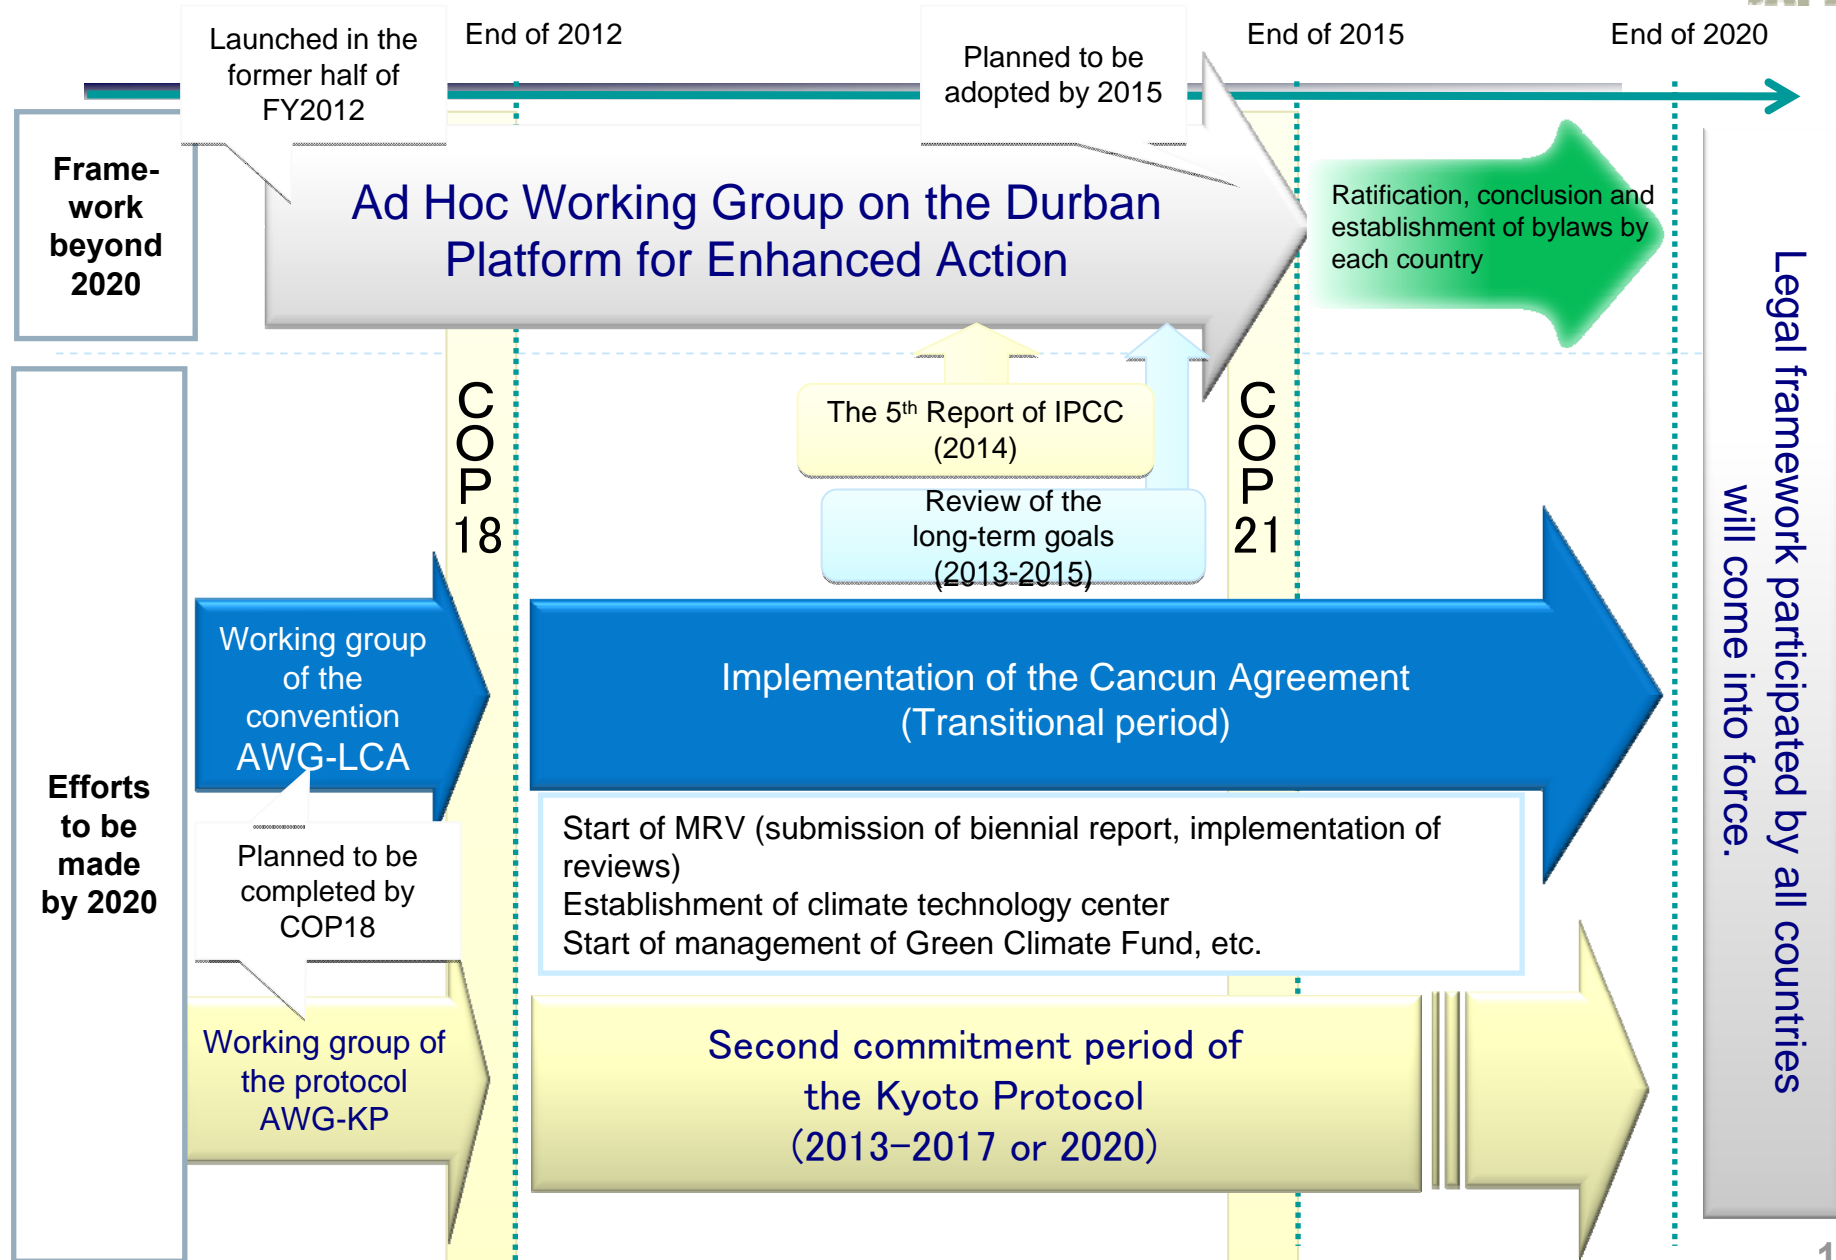 Launched in the
former half of
FY2012
End of 2012
Planned to be
adopted by 2015
End of 2015
End of 2020
Frame-
work
beyond
2020
Ad Hoc Working Group on the Durban
Platform for Enhanced Action
Ratification, conclusion and
establishment of bylaws by
each country
COP
18
The 5th Report of IPCC
(2014)
Review of the
long-term goals
(2013-2015)
COP
21
Legal framework participated by all countries
will come into force.
Efforts
to be
made
by 2020
Working group
of the
convention
AWG-LCA
Implementation of the Cancun Agreement
(Transitional period)
Planned to be
completed by
COP18
Start of MRV (submission of biennial report, implementation of
reviews)
Establishment of climate technology center
Start of management of Green Climate Fund, etc.
Working group of
the protocol
AWG-KP
Second commitment period of
the Kyoto Protocol
(2013-2017 or 2020)